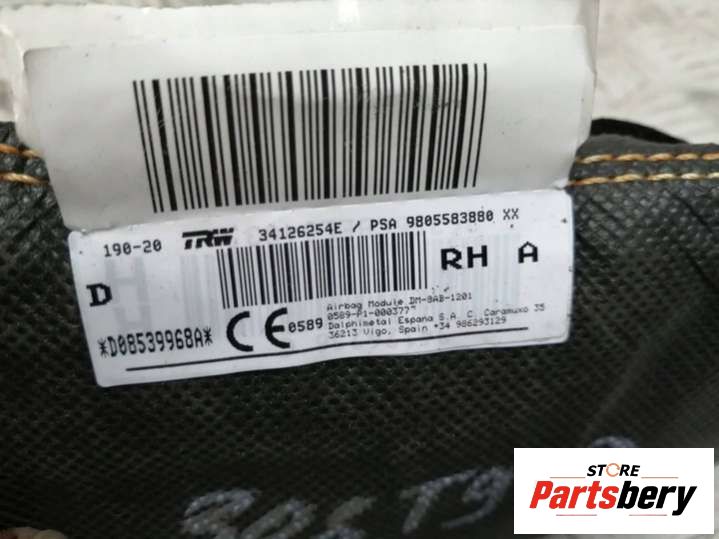 190-20 TRW 34126254E / PSA 9805583880 XX
D RH A
*D08539968A* CE 0589
Airbag Module DM-8AB-1201
0589-P1-000377
Dalphimetal Espana S.A. C. Caramuxo 35
36213 Vigo, Spain +34 986293129
STORE
Partsbery